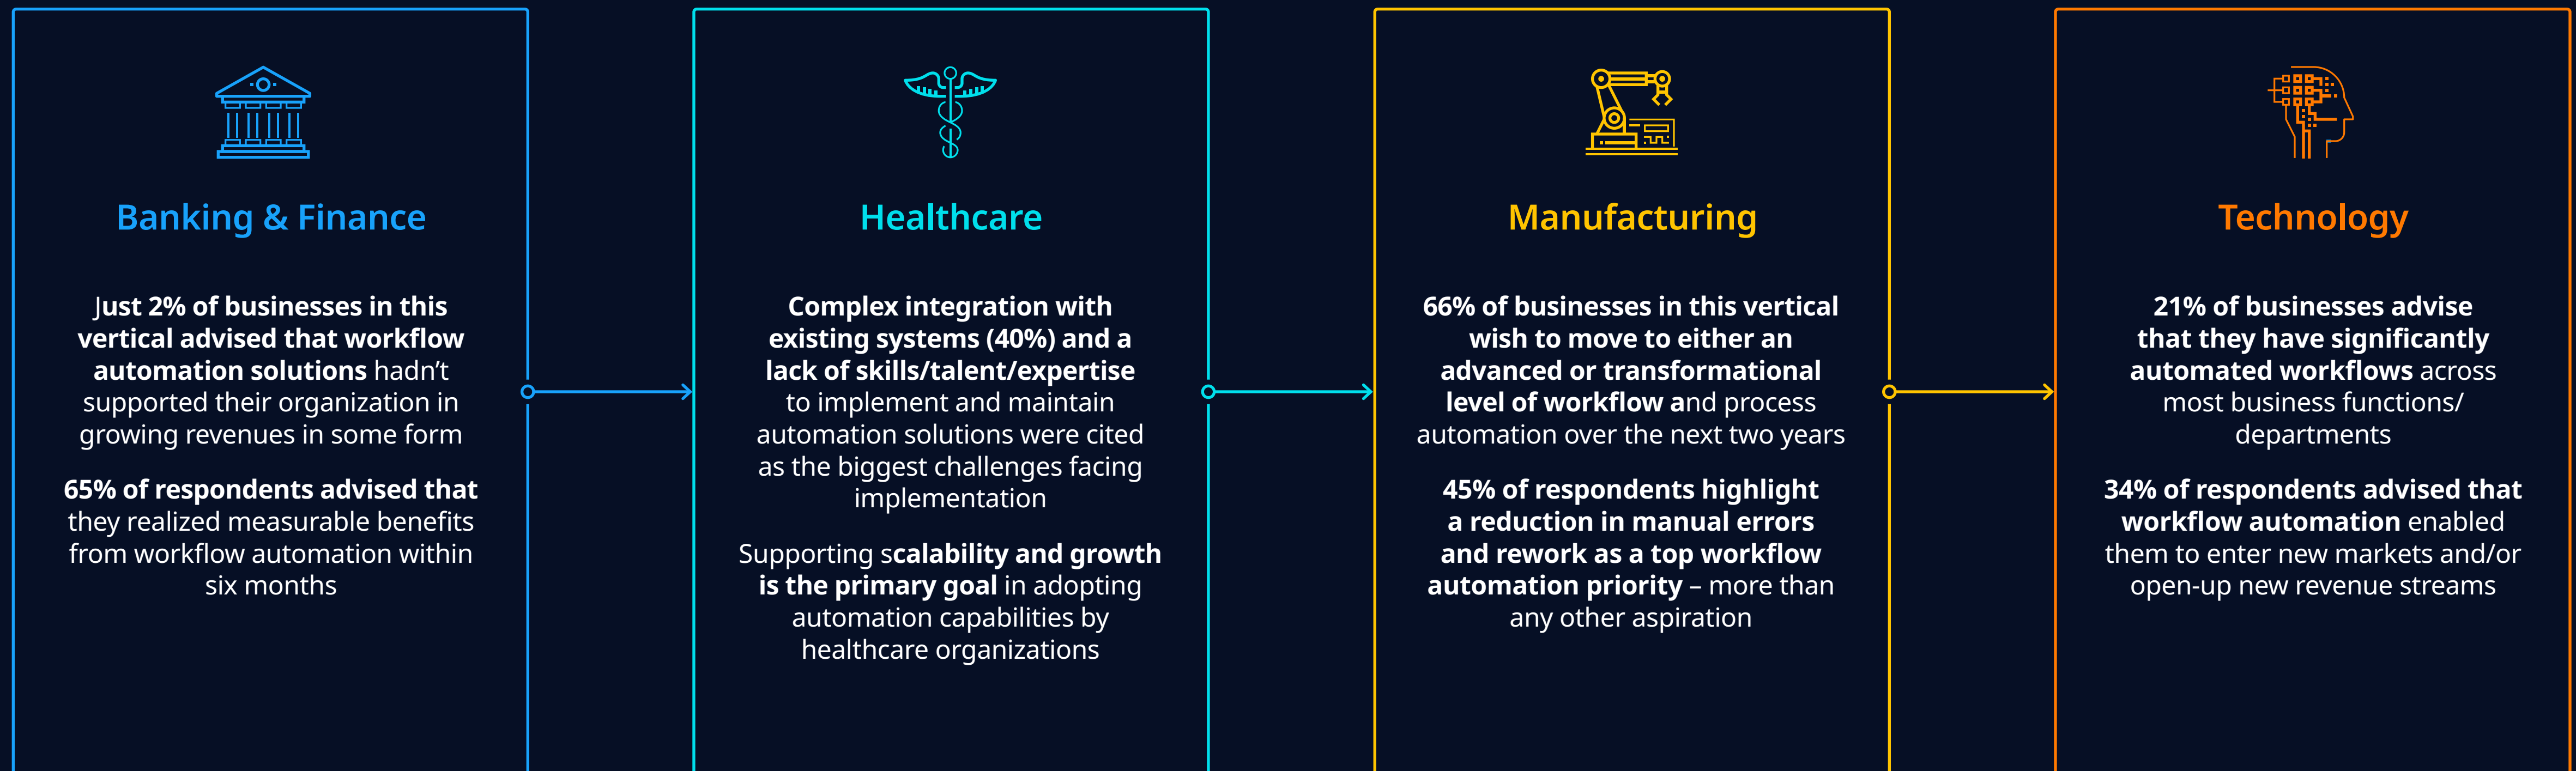 Banking & Finance
Just 2% of businesses in this
vertical advised that workflow
automation solutions hadn’t
supported their organization in
growing revenues in some form
65% of respondents advised that
they realized measurable benefits
from workflow automation within
six months
Healthcare
Complex integration with
existing systems (40%) and a
lack of skills/talent/expertise
to implement and maintain
automation solutions were cited
as the biggest challenges facing
implementation
Supporting scalability and growth
is the primary goal in adopting
automation capabilities by
healthcare organizations
Manufacturing
66% of businesses in this vertical
wish to move to either an
advanced or transformational
level of workflow and process
automation over the next two years
45% of respondents highlight
a reduction in manual errors
and rework as a top workflow
automation priority – more than
any other aspiration
Technology
21% of businesses advise
that they have significantly
automated workflows across
most business functions/
departments
34% of respondents advised that
workflow automation enabled
them to enter new markets and/or
open-up new revenue streams